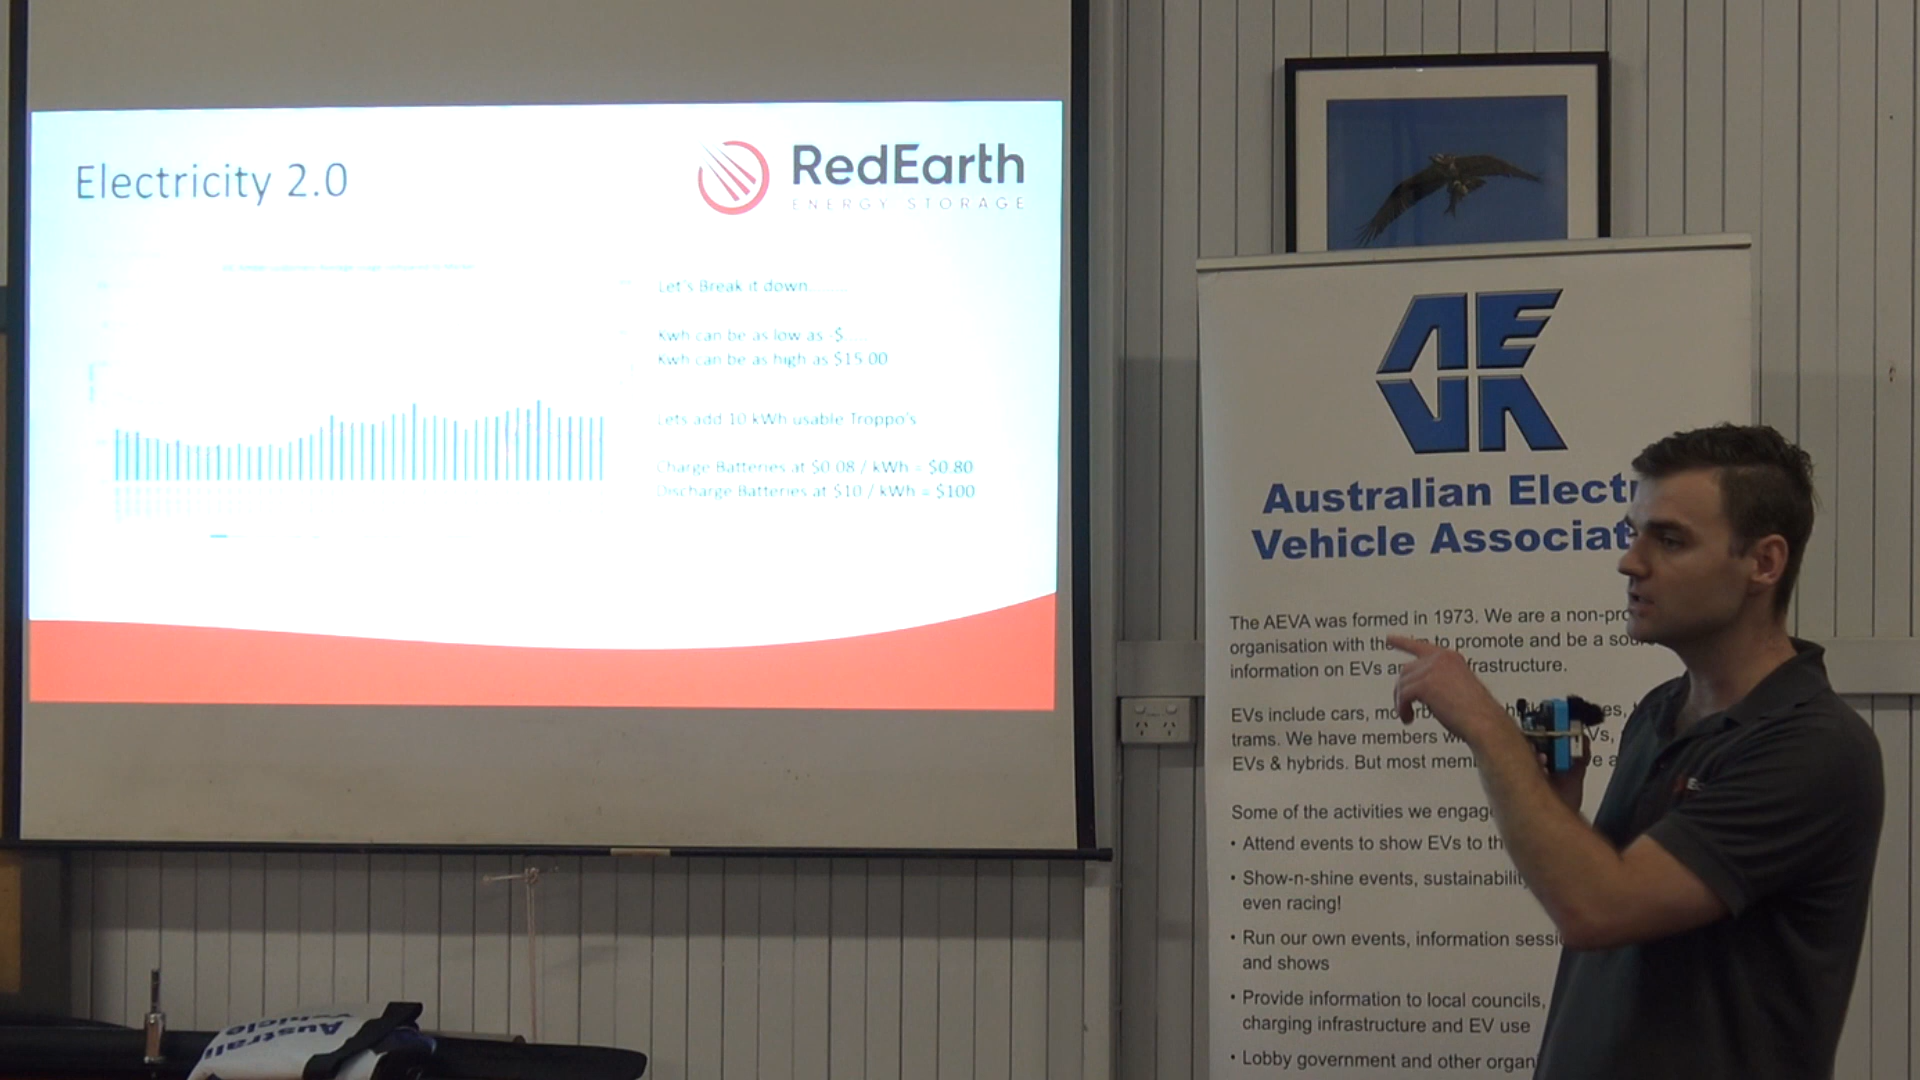 Electricity 2.0
RedEarth
ENERGY STORAGE
Let's Break it down........
Kwh can be as low as -$.....
Kwh can be as high as $15.00
Lets add 10 kWh usable Troppo's
Charge Batteries at $0.08 / kWh = $0.80
Discharge Batteries at $10 / kWh = $100
AEVA
Australian Elect
Vehicle Associat
The AEVA was formed in 1973. We are a non-pro
organisation with the to promote and be a
information on EVs frastructure.
EVs include cars,
trams. We have members
EVs & hybrids. But most
Some of the activities we engag
• Attend events to show EVs to th
• Show-n-shine events, sustainability
even racing!
• Run our own events, information sessi
and shows
• Provide information to local councils,
charging infrastructure and EV use
• Lobby government and other organ
Australi
Vehicle